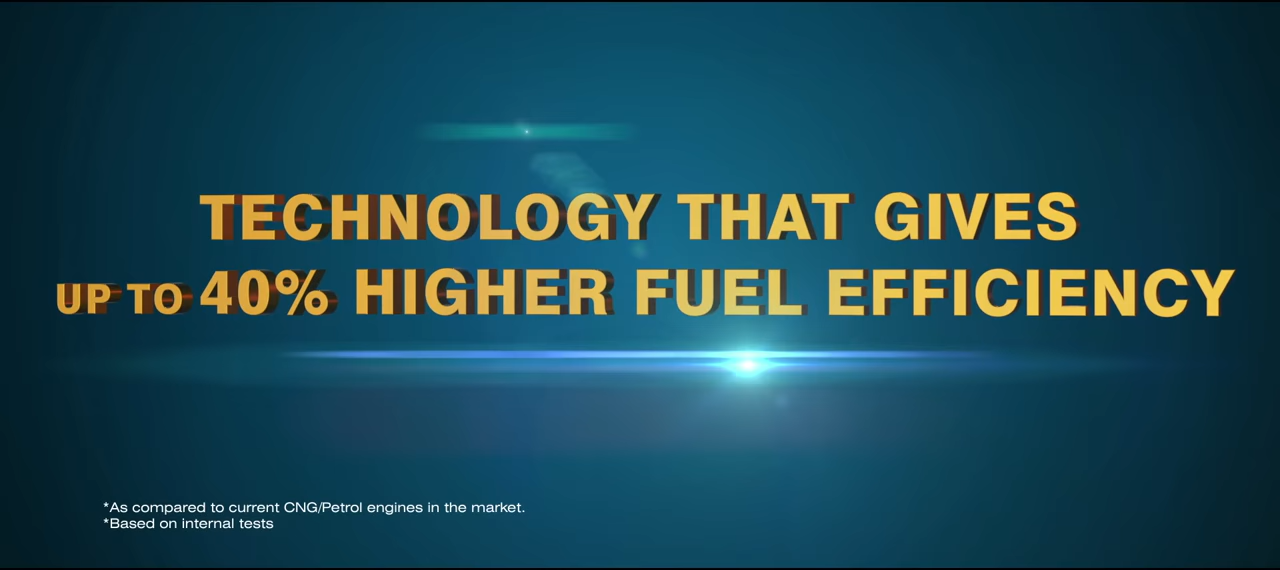 TECHNOLOGY THAT GIVES
UP TO 40% HIGHER FUEL EFFICIENCY
*As compared to current CNG/Petrol engines in the market.
*Based on internal tests